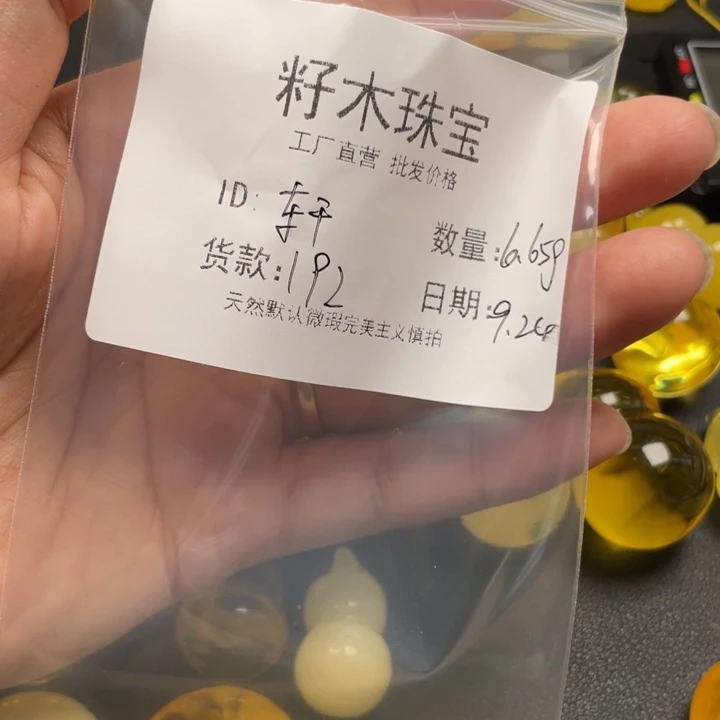 籽木珠宝
工厂直营 批发价格
ID: 轩
数量: 6.65g
货款: 192
日期: 9.24
天然默认微瑕完美主义慎拍